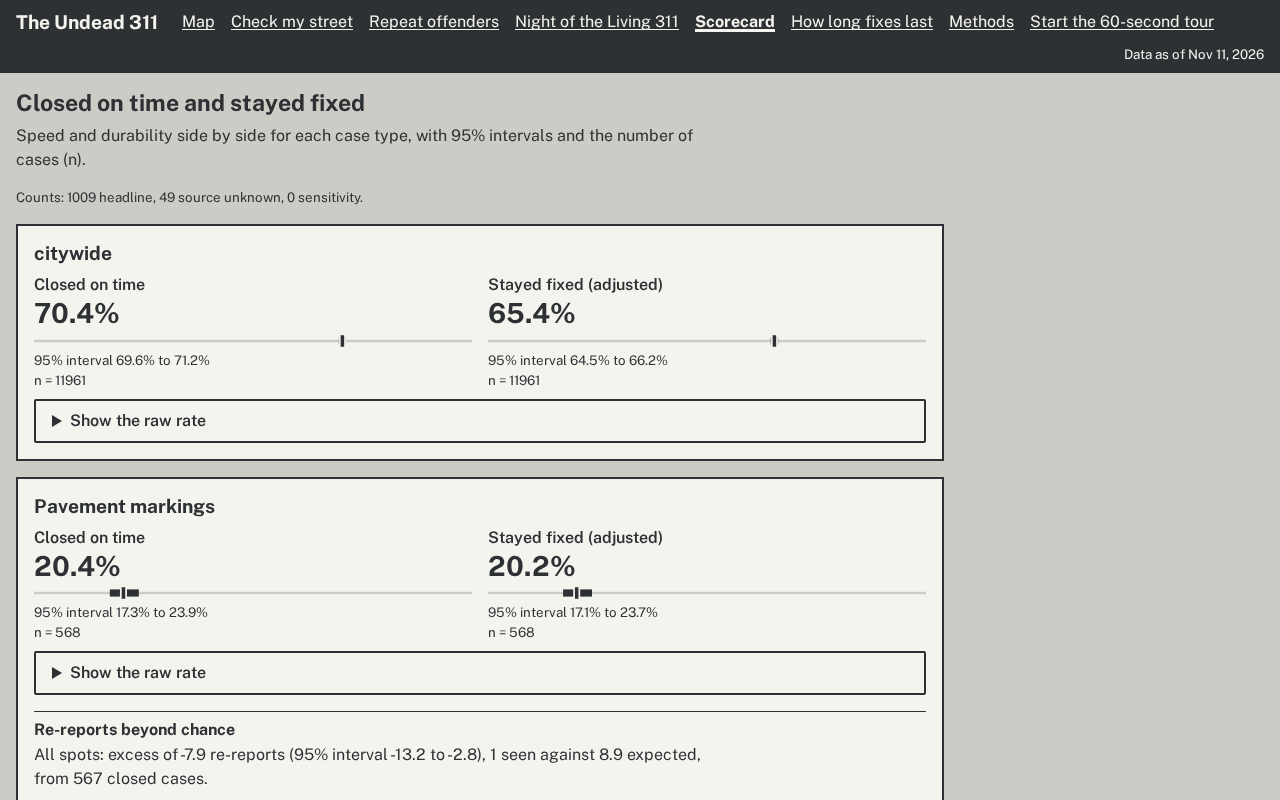 The Undead 311
Map
Check my street
Repeat offenders
Night of the Living 311
Scorecard
How long fixes last
Methods
Start the 60-second tour
Data as of Nov 11, 2026
Closed on time and stayed fixed
Speed and durability side by side for each case type, with 95% intervals and the number of
cases (n).
Counts: 1009 headline, 49 source unknown, 0 sensitivity.
citywide
Closed on time
70.4%
95% interval 69.6% to 71.2%
n = 11961
Stayed fixed (adjusted)
65.4%
95% interval 64.5% to 66.2%
n = 11961
Show the raw rate
Pavement markings
Closed on time
20.4%
95% interval 17.3% to 23.9%
n = 568
Stayed fixed (adjusted)
20.2%
95% interval 17.1% to 23.7%
n = 568
Show the raw rate
Re-reports beyond chance
All spots: excess of -7.9 re-reports (95% interval -13.2 to -2.8), 1 seen against 8.9 expected,
from 567 closed cases.